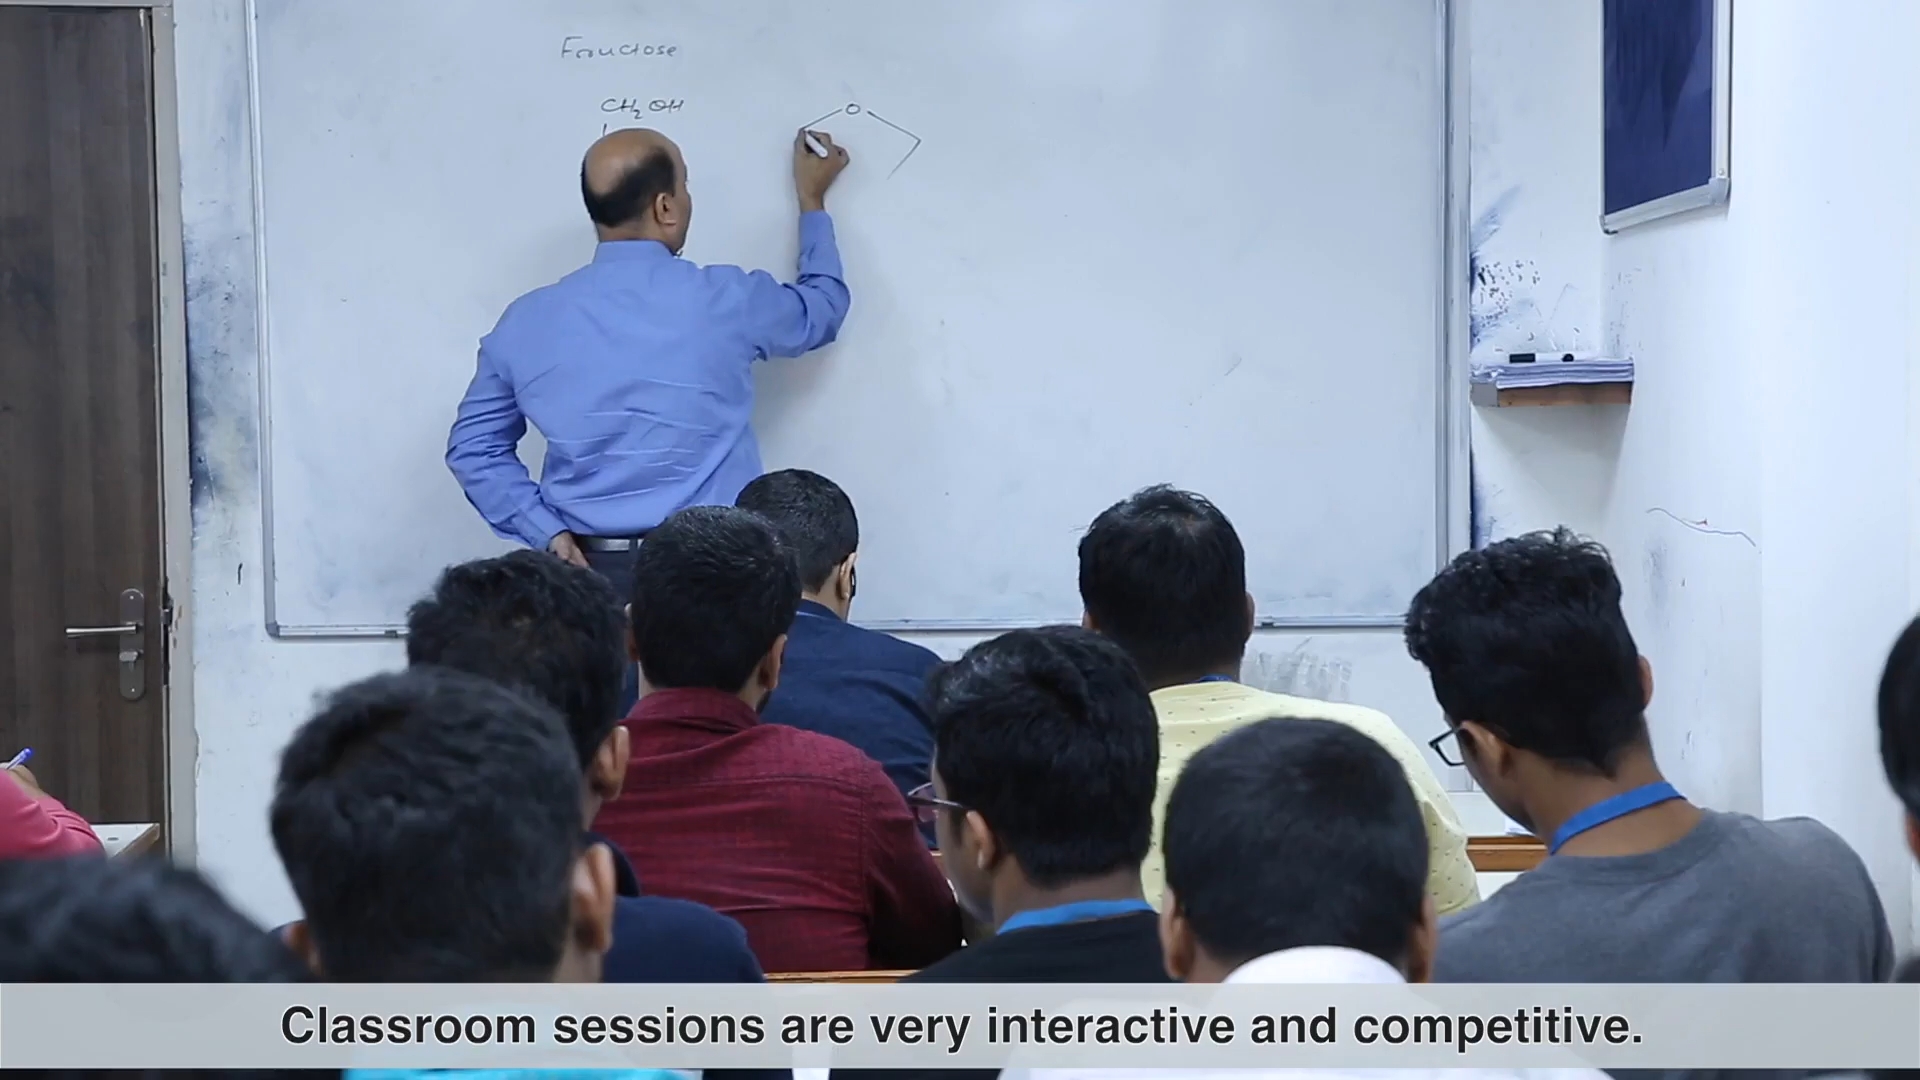 Fructose
CH₂OH
O
Classroom sessions are very interactive and competitive.